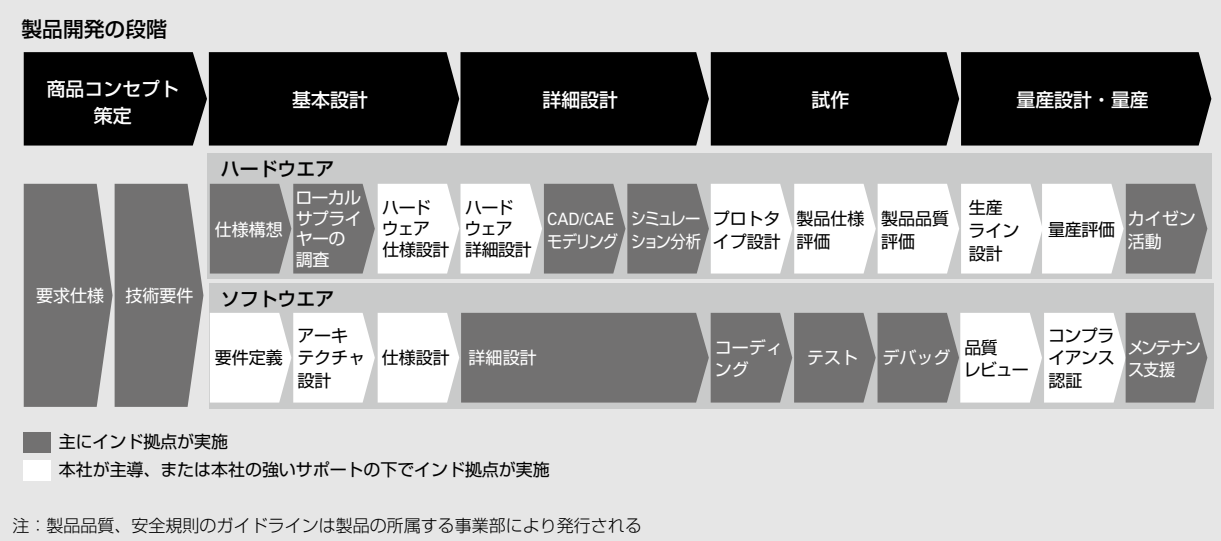 製品開発の段階
商品コンセプト
策定
基本設計
詳細設計
試作
量産設計・量産
ハードウエア
要求仕様
技術要件
仕様構想
ローカル
サプライ
ヤーの
調査
ハード
ウェア
仕様設計
ハード
ウェア
詳細設計
CAD/CAE
モデリング
シミュレー
ション分析
プロトタ
イプ設計
製品仕様
評価
製品品質
評価
生産
ライン
設計
量産評価
カイゼン
活動
ソフトウエア
要件定義
アーキ
テクチャ
設計
仕様設計
詳細設計
コーディ
ング
テスト
デバッグ
品質
レビュー
コンプラ
イアンス
認証
メンテナン
ス支援
主にインド拠点が実施
本社が主導、または本社の強いサポートの下でインド拠点が実施
注：製品品質、安全規則のガイドラインは製品の所属する事業部により発行される